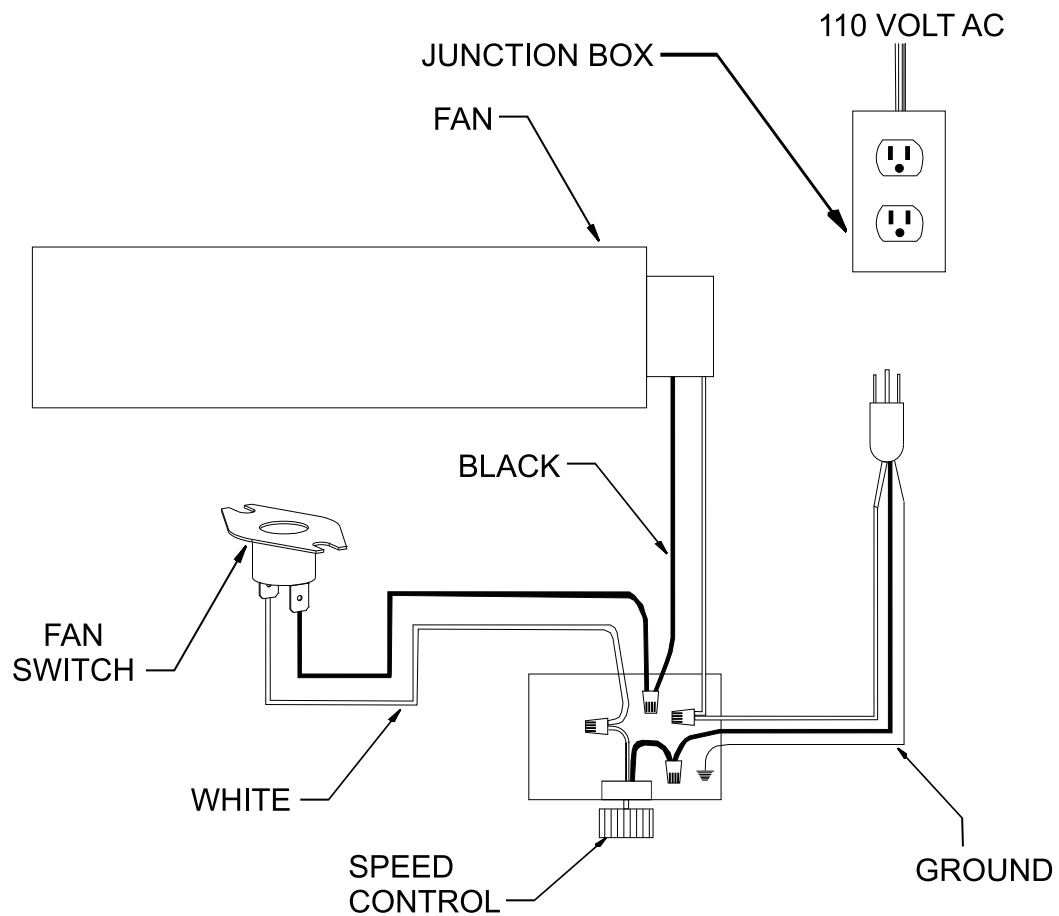 110 VOLT AC
JUNCTION BOX
FAN
BLACK
FAN
SWITCH
WHITE
SPEED
CONTROL
GROUND